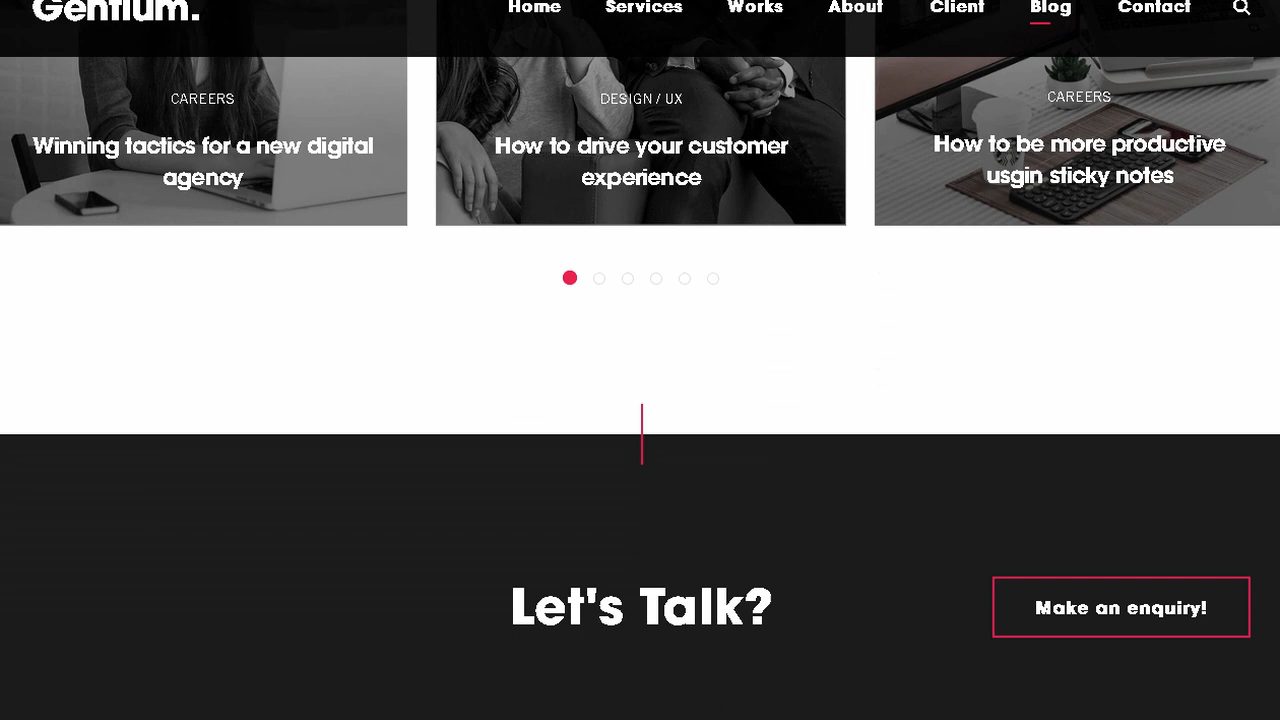 Gentium.
Home Services Works About Client Blog Contact
CAREERS
Winning tactics for a new digital
agency
DESIGN / UX
How to drive your customer
experience
CAREERS
How to be more productive
usgin sticky notes
Let's Talk?
Make an enquiry!